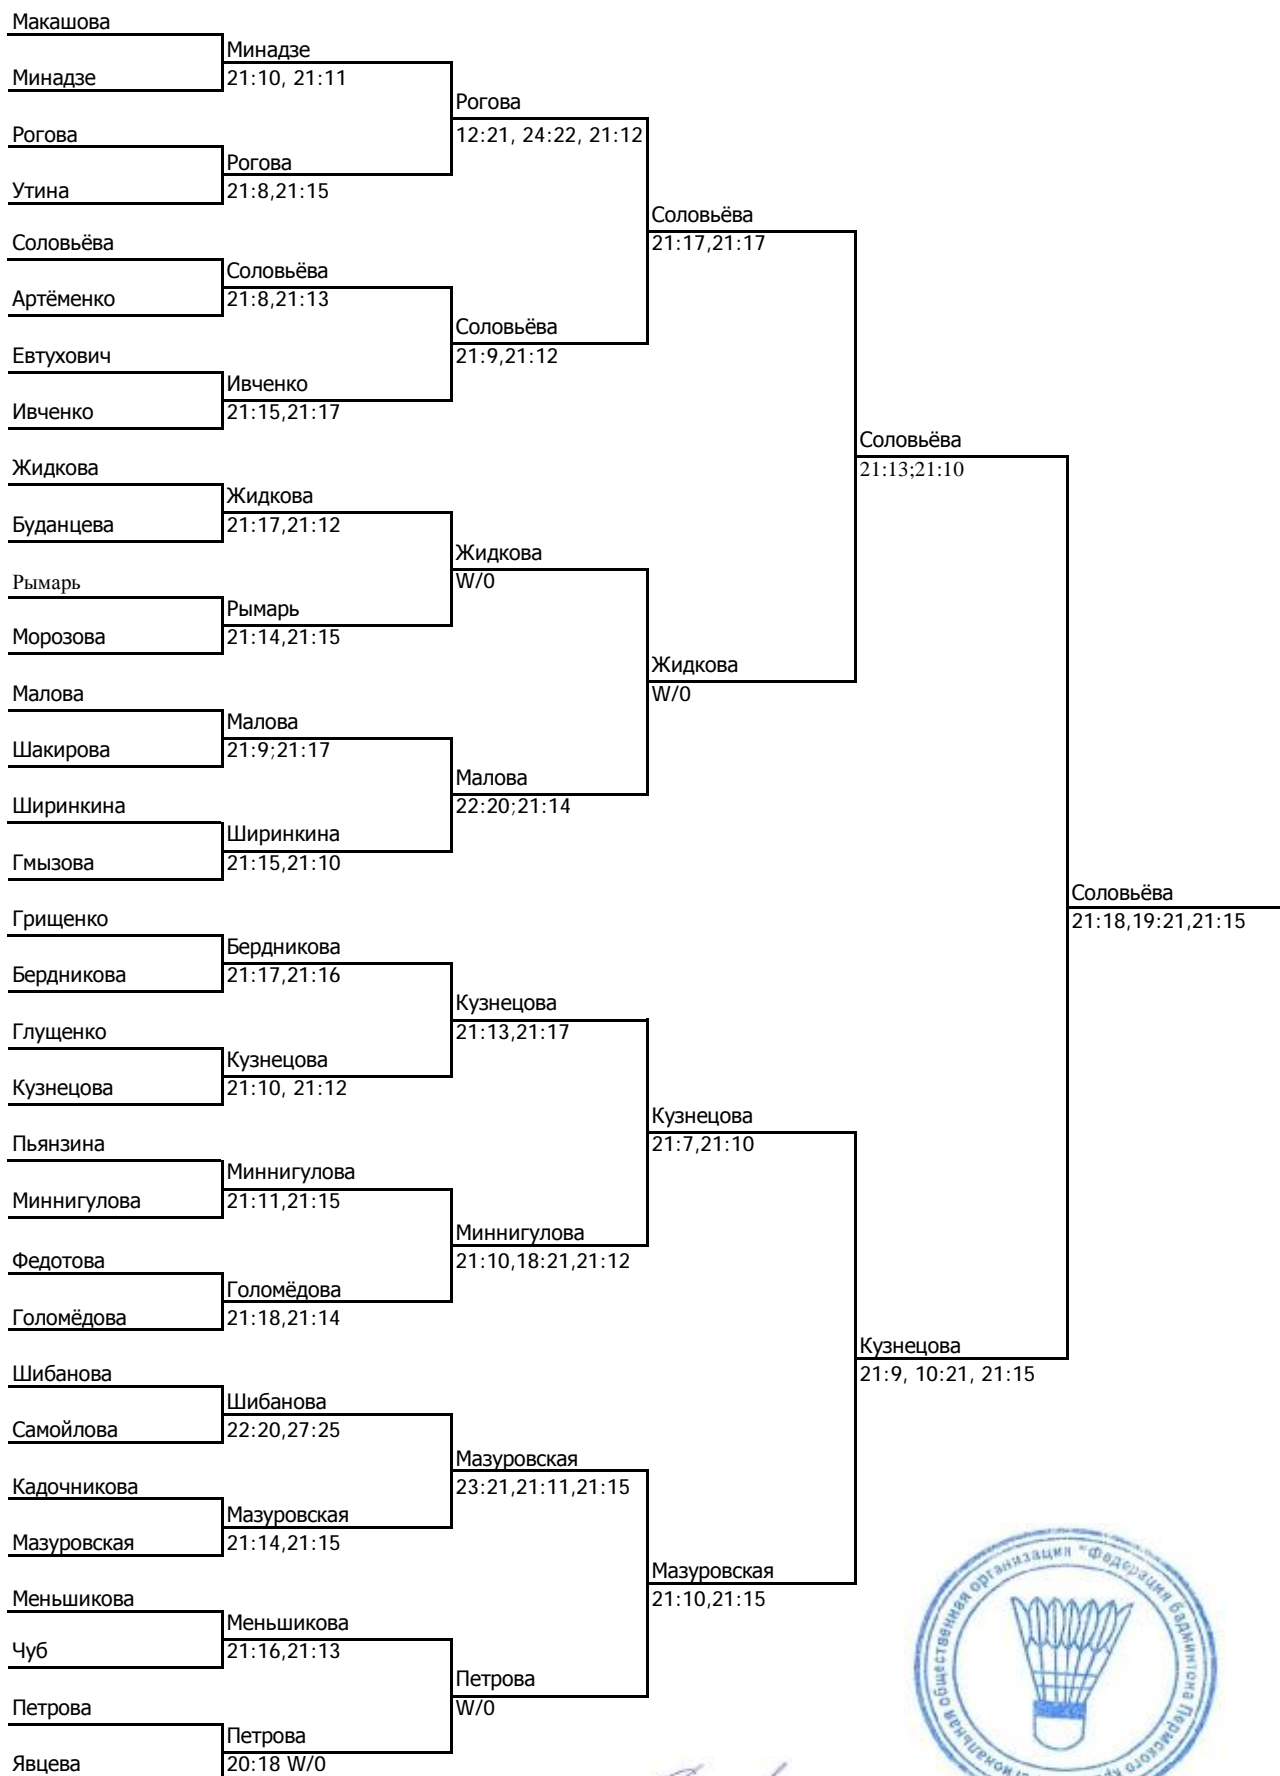 Макашова
Минадзе
Минадзе
21:10, 21:11
Рогова
12:21, 24:22, 21:12
Рогова
Рогова
Утина
21:8,21:15
Соловьёва
21:17,21:17
Соловьёва
Соловьёва
Артёменко
21:8,21:13
Соловьёва
21:9,21:12
Евтухович
Ивченко
Ивченко
21:15,21:17
Соловьёва
21:13;21:10
Жидкова
Жидкова
Буданцева
21:17,21:12
Жидкова
W/0
Рымарь
Рымарь
Морозова
21:14,21:15
Жидкова
W/0
Малова
Малова
Шакирова
21:9;21:17
Малова
22:20;21:14
Ширинкина
Ширинкина
Гмызова
21:15,21:10
Соловьёва
21:18,19:21,21:15
Грищенко
Бердникова
Бердникова
21:17,21:16
Кузнецова
21:13,21:17
Глущенко
Кузнецова
Кузнецова
21:10, 21:12
Кузнецова
21:7,21:10
Пьянзина
Миннигулова
Миннигулова
21:11,21:15
Миннигулова
21:10,18:21,21:12
Федотова
Голомёдова
Голомёдова
21:18,21:14
Кузнецова
21:9, 10:21, 21:15
Шибанова
Шибанова
Самойлова
22:20,27:25
Мазуровская
23:21,21:11,21:15
Кадочникова
Мазуровская
Мазуровская
21:14,21:15
Мазуровская
21:10,21:15
Меньшикова
Меньшикова
Чуб
21:16,21:13
Петрова
W/0
Петрова
Петрова
Явцева
20:18 W/0
общественная организация "Федерация бадминтона Пермского